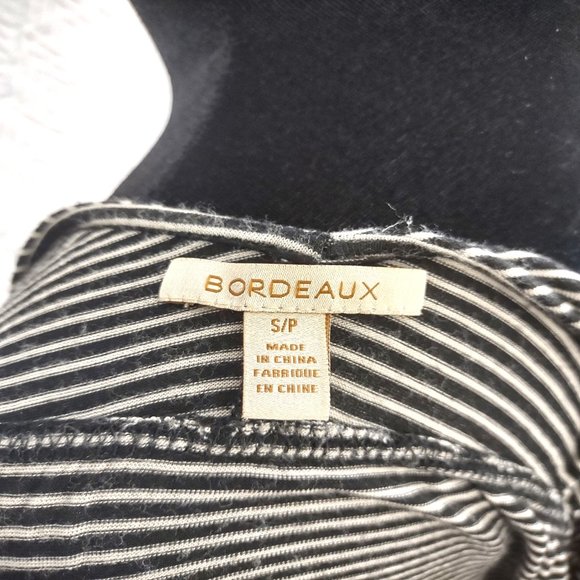 BORDEAUX
S/P
MADE
IN CHINA
FABRIQUE
EN CHINE